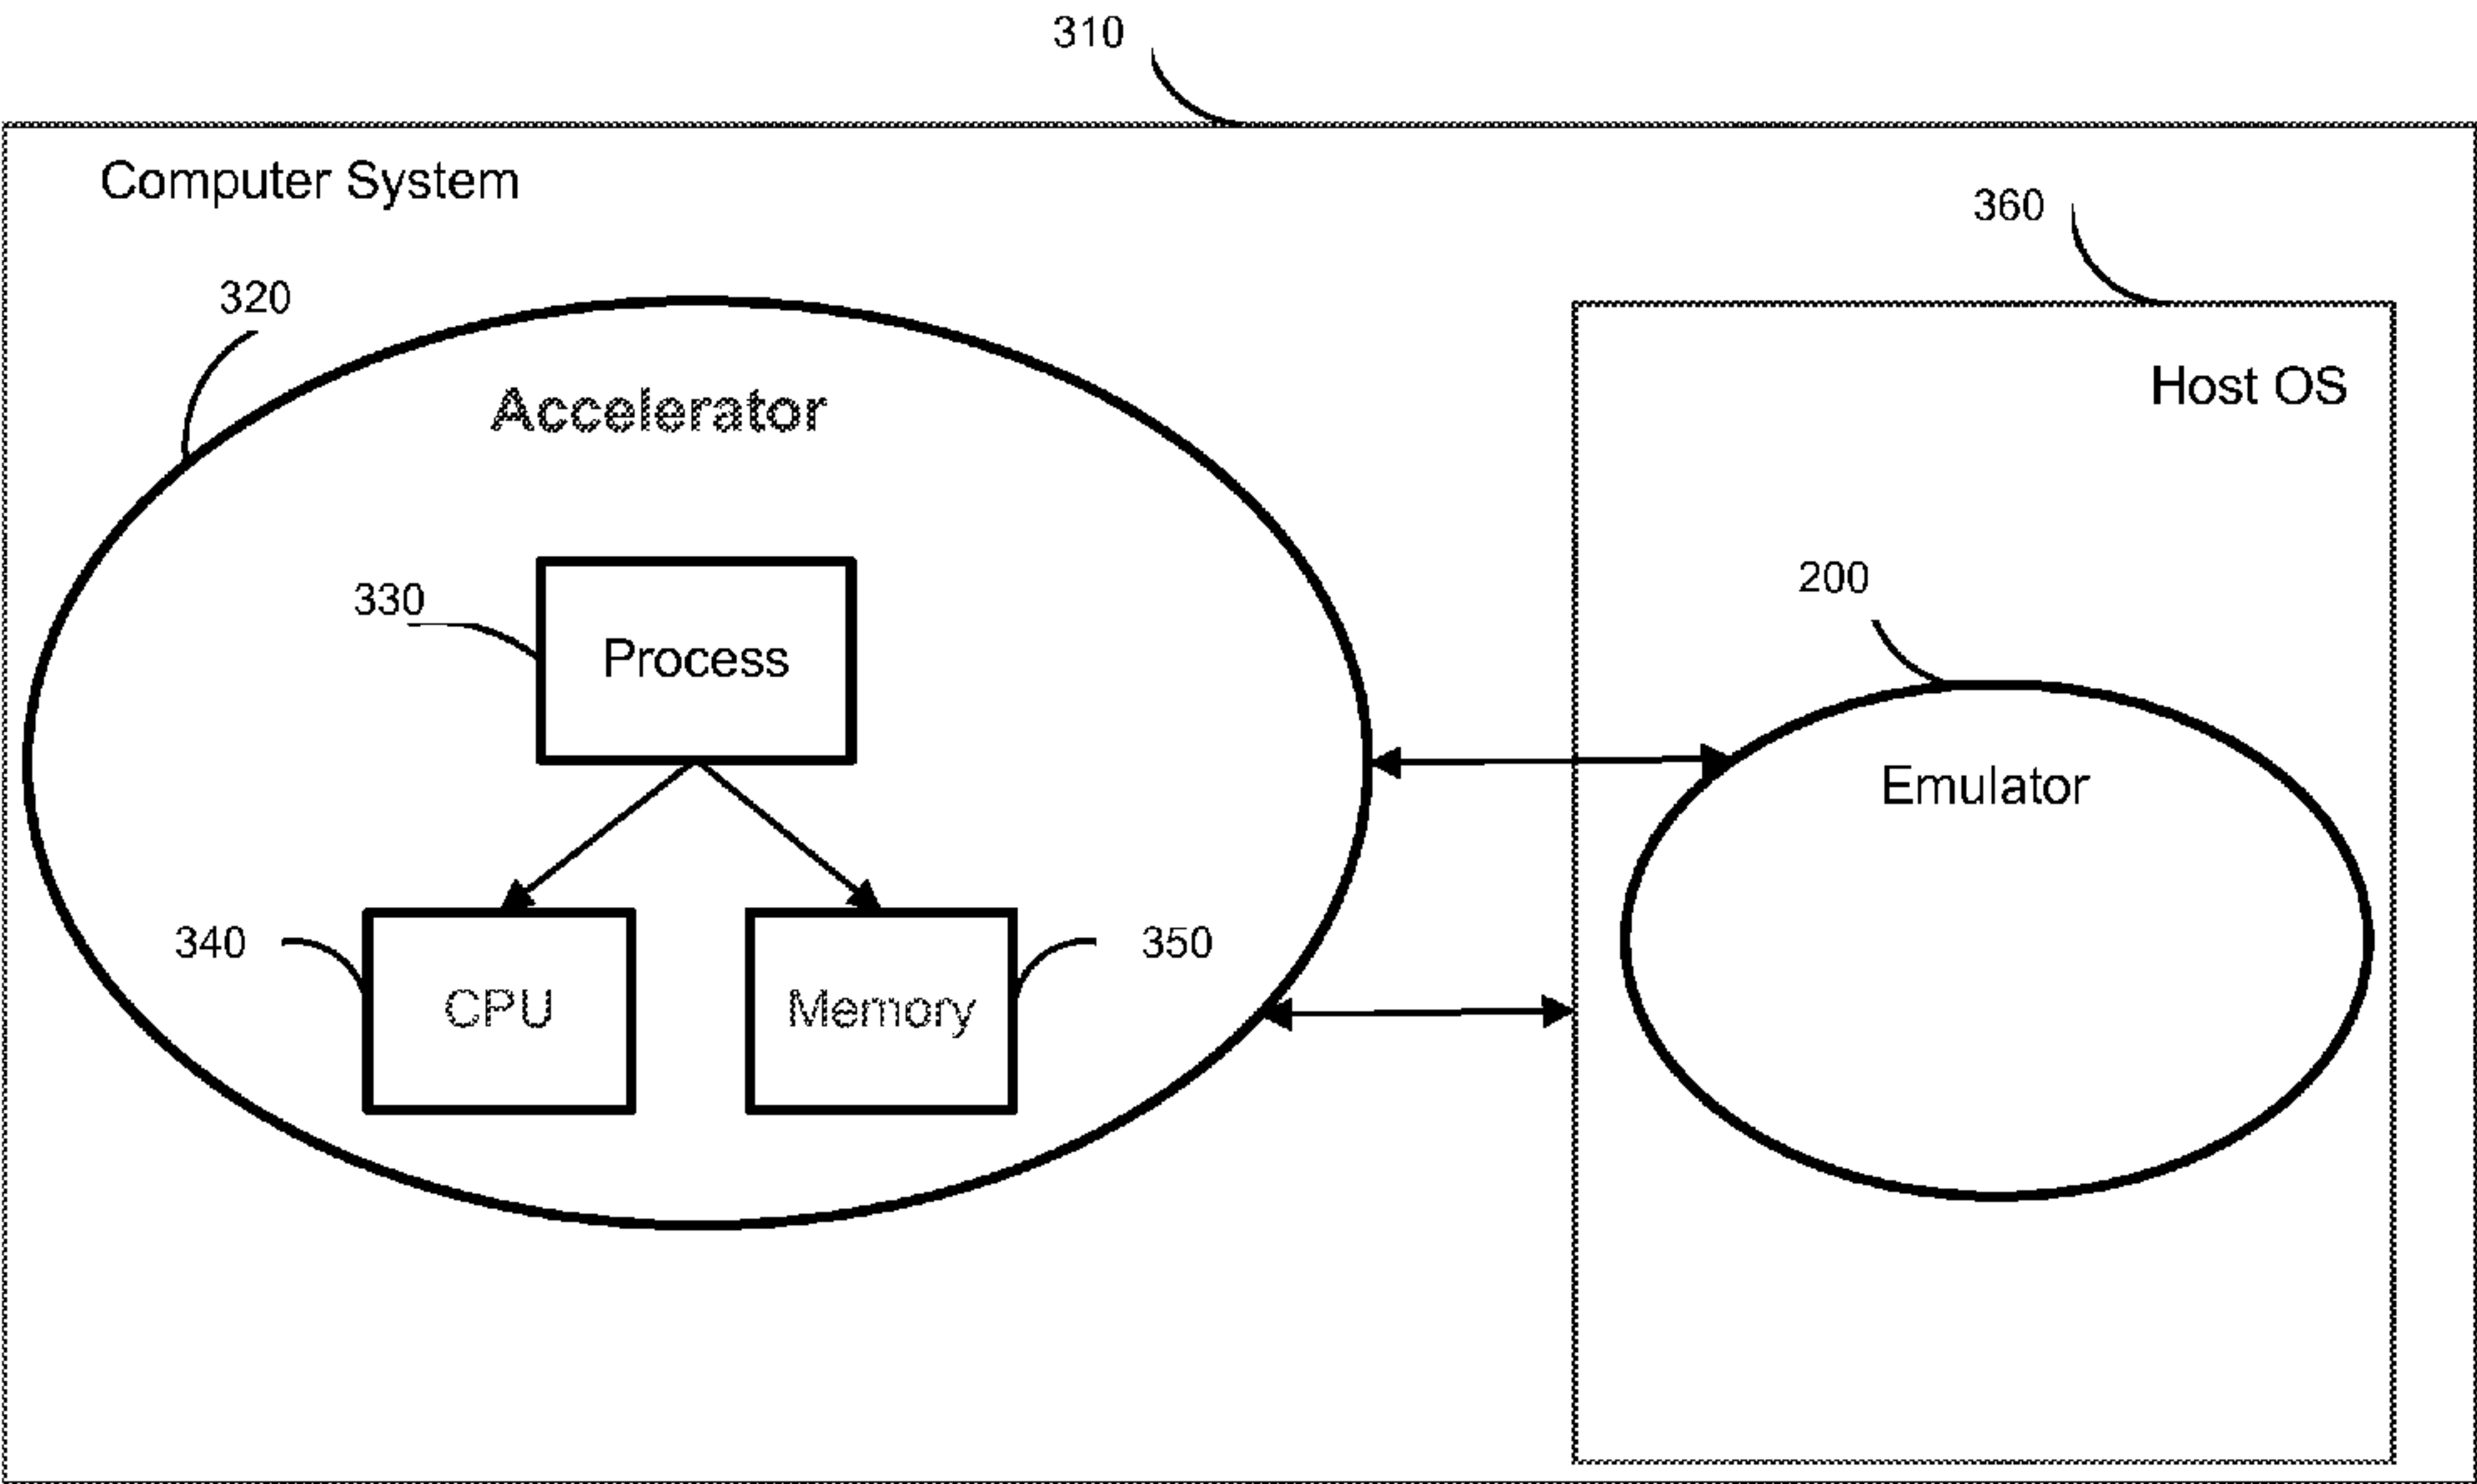 310
Computer System
360
320
Host OS
Accelerator
200
330
Process
Emulator
340
350
CPU
Memory